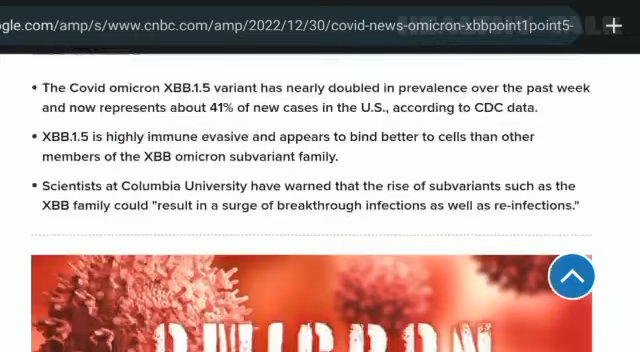 gle.com/amp/s/www.cnbc.com/amp/2022/12/30/covid-news-omicron-xbbpoint1point5-
• The Covid omicron XBB.1.5 variant has nearly doubled in prevalence over the past week
and now represents about 41% of new cases in the U.S., according to CDC data.
• XBB.1.5 is highly immune evasive and appears to bind better to cells than other
members of the XBB omicron subvariant family.
• Scientists at Columbia University have warned that the rise of subvariants such as the
XBB family could "result in a surge of breakthrough infections as well as re-infections."
OMICRON